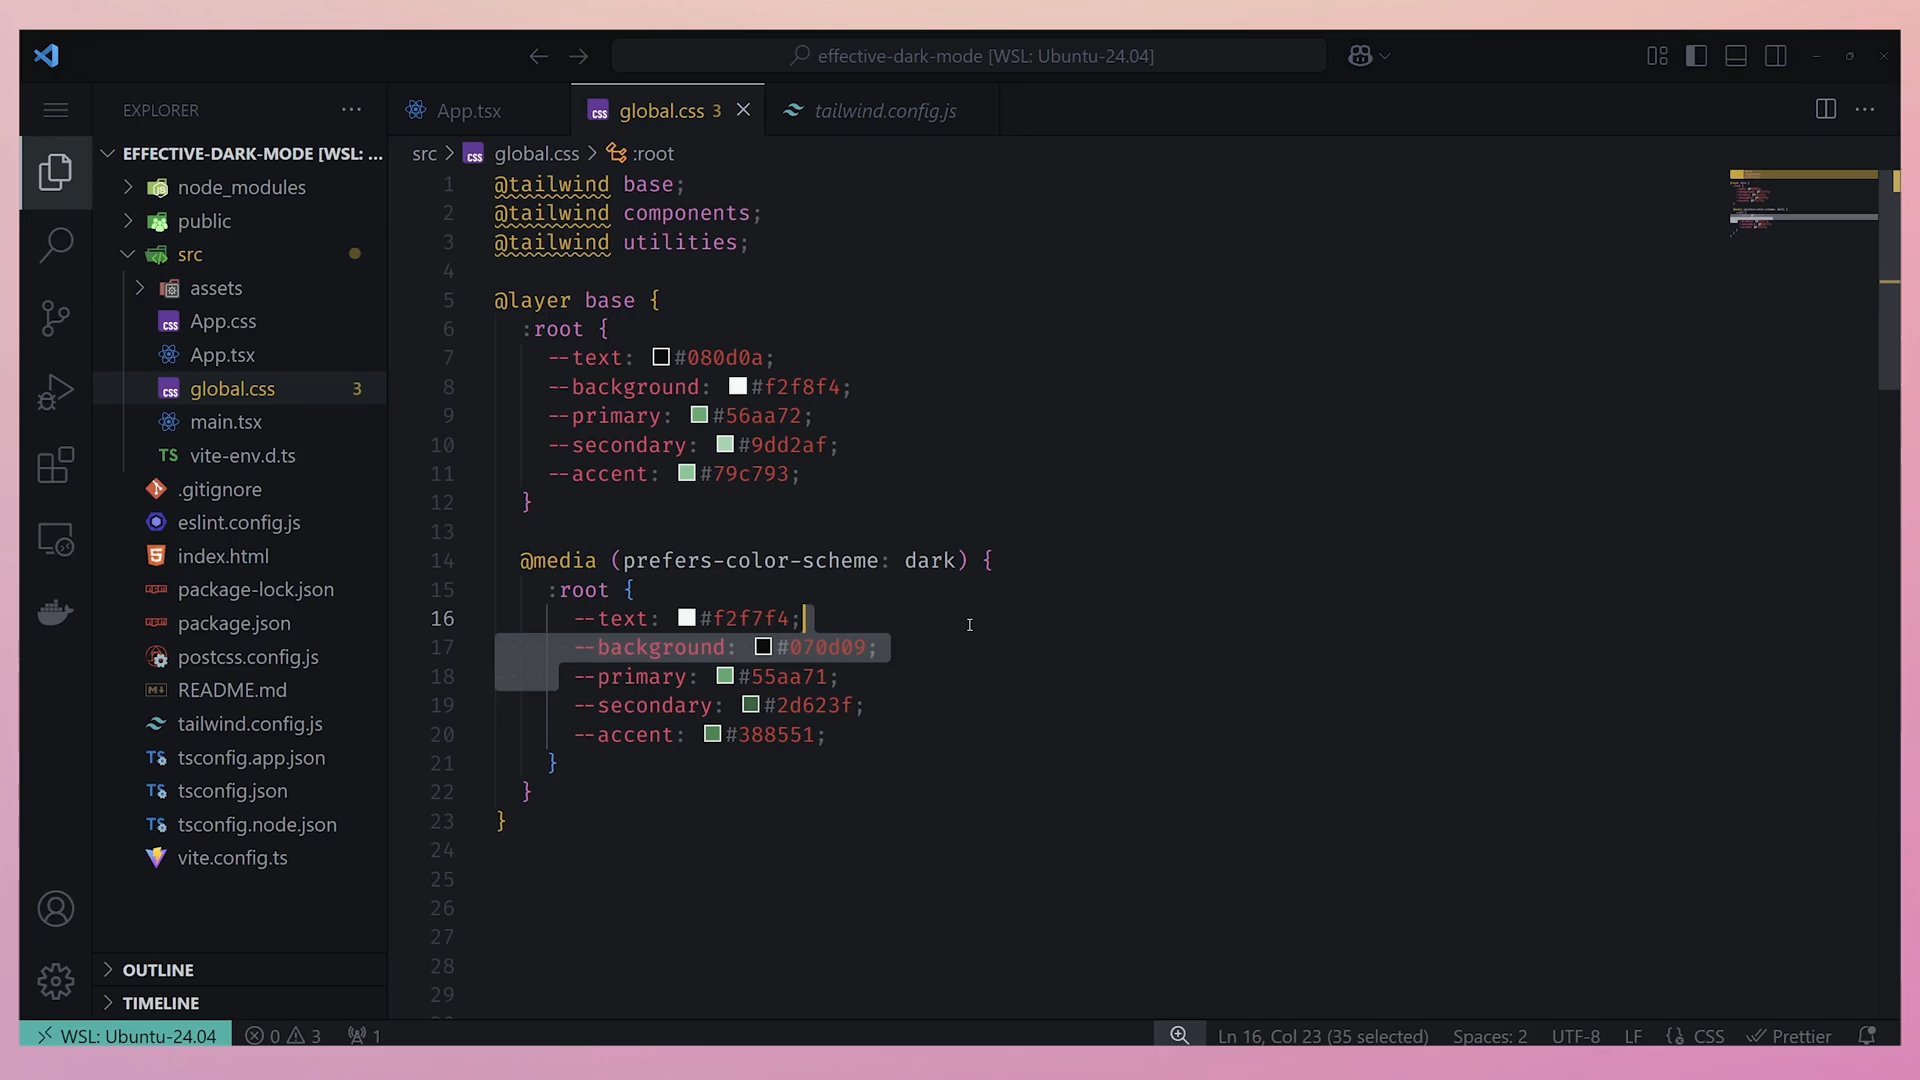 effective-dark-mode [WSL: Ubuntu-24.04]
EXPLORER
EFFECTIVE-DARK-MODE [WSL: ...
node_modules
public
src
assets
App.css
App.tsx
global.css 3
main.tsx
TS vite-env.d.ts
.gitignore
eslint.config.js
index.html
package-lock.json
package.json
postcss.config.js
README.md
tailwind.config.js
tsconfig.app.json
tsconfig.json
tsconfig.node.json
vite.config.ts
OUTLINE
TIMELINE
App.tsx
css global.css 3
tailwind.config.js
src > css global.css > :root
1 @tailwind base;
2 @tailwind components;
3 @tailwind utilities;
4
5 @layer base {
6 :root {
7 --text: #080d0a;
8 --background: #f2f8f4;
9 --primary: #56aa72;
10 --secondary: #9dd2af;
11 --accent: #79c793;
12 }
13
14 @media (prefers-color-scheme: dark) {
15 :root {
16 --text: #f2f7f4;
17 --background: #070d09;
18 --primary: #55aa71;
19 --secondary: #2d623f;
20 --accent: #388551;
21 }
22 }
23 }
24
25
26
27
28
29
WSL: Ubuntu-24.04 0 3 1
Ln 16, Col 23 (35 selected) Spaces: 2 UTF-8 LF CSS Prettier